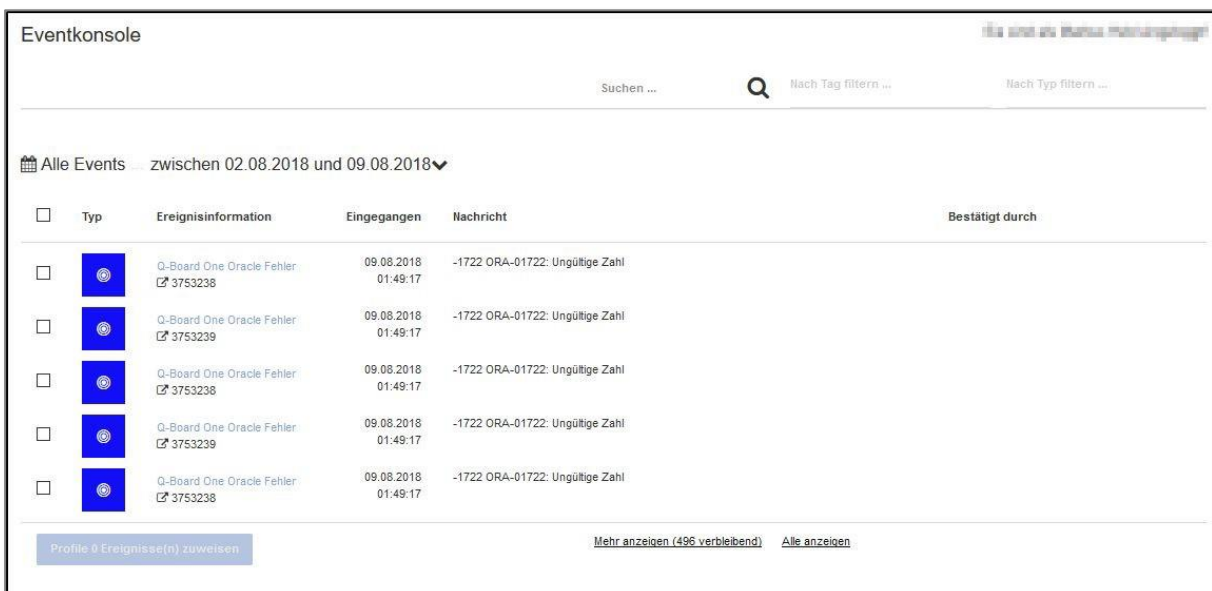 Eventkonsole
Suchen ... Nach Tag filtern ... Nach Typ filtern ...
Alle Events zwischen 02.08.2018 und 09.08.2018
Typ Ereignisinformation Eingegangen Nachricht Bestätigt durch
Q-Board One Oracle Fehler 09.08.2018 -1722 ORA-01722: Ungültige Zahl
3753238 01:49:17
Q-Board One Oracle Fehler 09.08.2018 -1722 ORA-01722: Ungültige Zahl
3753239 01:49:17
Q-Board One Oracle Fehler 09.08.2018 -1722 ORA-01722: Ungültige Zahl
3753238 01:49:17
Q-Board One Oracle Fehler 09.08.2018 -1722 ORA-01722: Ungültige Zahl
3753239 01:49:17
Q-Board One Oracle Fehler 09.08.2018 -1722 ORA-01722: Ungültige Zahl
3753238 01:49:17
Profile 0 Ereignisse(n) zuweisen Mehr anzeigen (496 verbleibend) Alle anzeigen